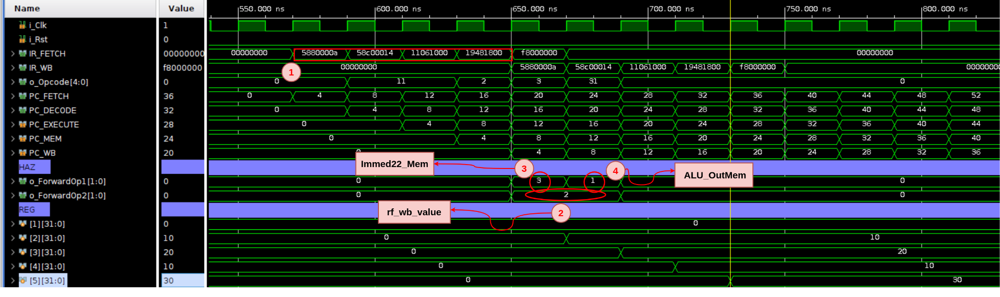 Name Value 550.000 ns 600.000 ns 650.000 ns 700.000 ns 750.000 ns 800.000 ns
i_Clk 1
i_Rst 0
IR_FETCH 00000000 00000000 5880000a 58c00014 11061000 19481800 f8000000 00000000
IR_WB f8000000 00000000 5880000a 58c00014 11061000 19481800 f8000000 0000000
1
o_Opcode[4:0] 0 0 11 2 3 31 0
PC_FETCH 36 0 4 8 12 16 20 24 28 32 36 40 44 48 52
PC_DECODE 32 0 4 8 12 16 20 24 28 32 36 40 44 48
PC_EXECUTE 28 0 4 8 12 16 20 24 28 32 36 40 44
PC_MEM 24 0 4 8 12 16 20 24 28 32 36 40
PC_WB 20 0 4 8 12 16 20 24 28 32 36
HAZ Immed22_Mem 3 4 ALU_OutMem
o_ForwardOp1[1:0] 0 0 3 1 0
o_ForwardOp2[1:0] 0 0 2 0
REG rf_wb_value 2
[1][31:0] 0 0
[2][31:0] 10 0 10
[3][31:0] 20 0 20
[4][31:0] 10 0 10
[5][31:0] 30 0 30